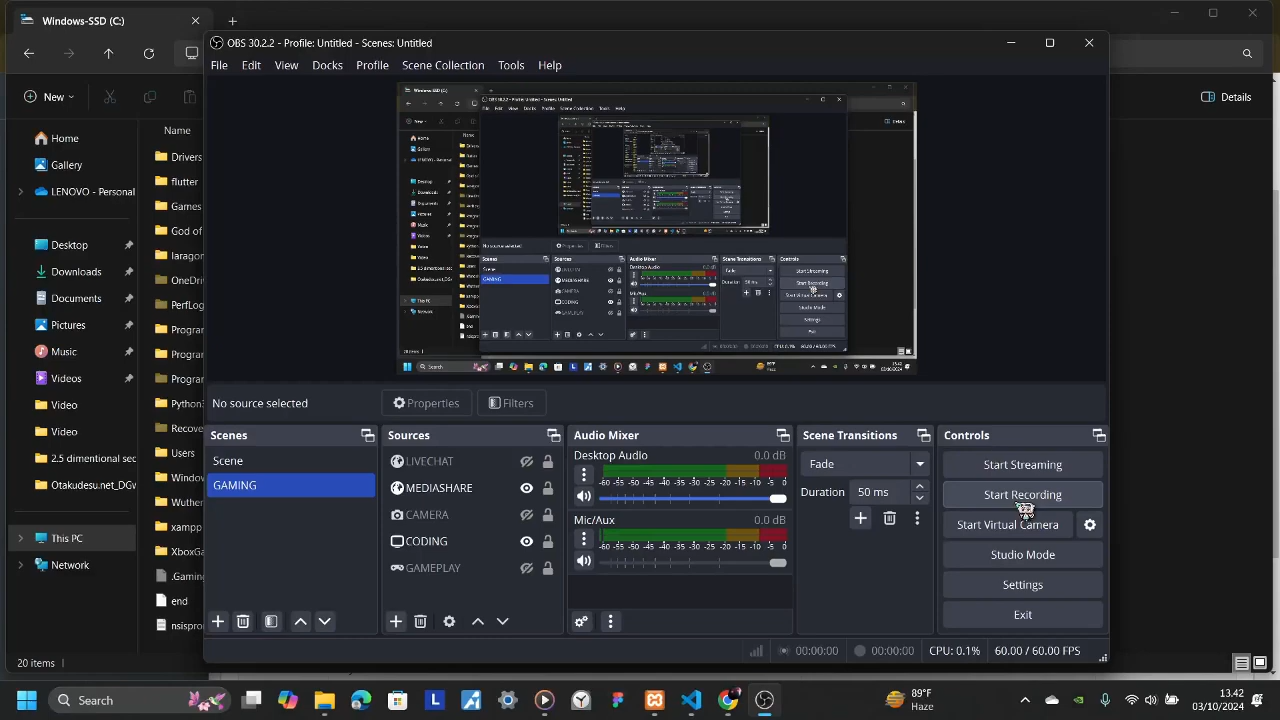 Windows-SSD (C:)
OBS 30.2.2 - Profile: Untitled - Scenes: Untitled
File Edit View Docks Profile Scene Collection Tools Help
New
Details
Home
Gallery
LENOVO - Personal
Desktop
Downloads
Pictures
Music
Videos
Video
Video
2.5 dimentional sec
Otakudesu.net_DGv
This PC
Network
20 items
Name
Drivers
flutter
Games
God of
laragon
OneDri
PerfLog
Program
Program
Program
Python3
Recove
Users
Window
Wuther
xampp
XboxGa
.Gaming
end
nsispro
No source selected
Properties
Filters
Scenes
Scene
GAMING
Sources
LIVECHAT
MEDIASHARE
CAMERA
CODING
GAMEPLAY
Audio Mixer
Desktop Audio 0.0 dB
-60 -55 -50 -45 -40 -35 -30 -25 -20 -15 -10 -5 0
Mic/Aux 0.0 dB
-60 -55 -50 -45 -40 -35 -30 -25 -20 -15 -10 -5 0
Scene Transitions
Fade
Duration 50 ms
Controls
Start Streaming
Start Recording
Start Virtual Camera
Studio Mode
Settings
Exit
00:00:00 00:00:00 CPU: 0.1% 60.00 / 60.00 FPS
Search
89°F
Haze
13.42
03/10/2024